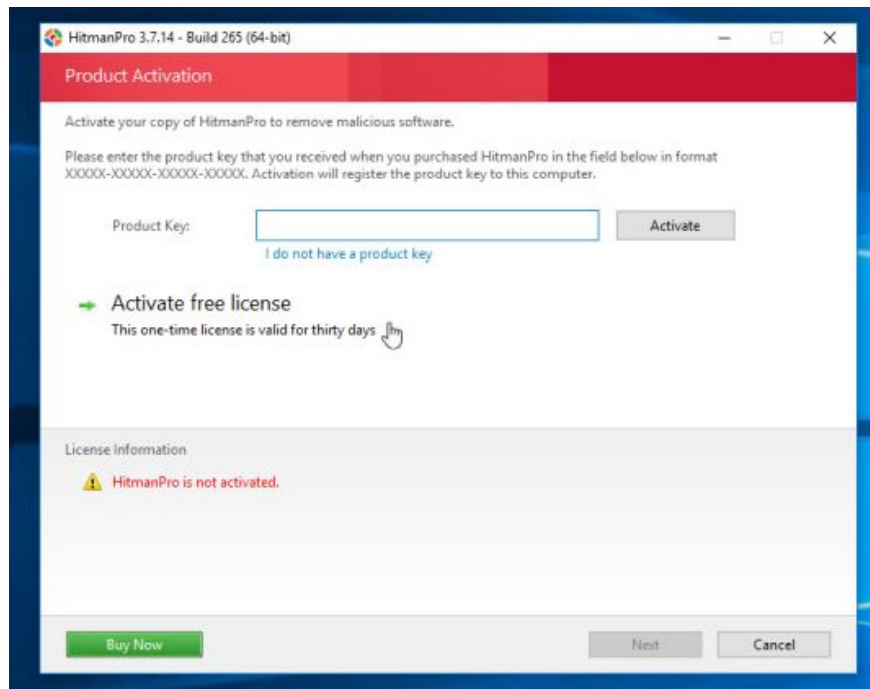 HitmanPro 3.7.14 - Build 265 (64-bit)
Product Activation
Activate your copy of HitmanPro to remove malicious software.
Please enter the product key that you received when you purchased HitmanPro in the field below in format
XXXXX-XXXXX-XXXXX-XXXXX. Activation will register the product key to this computer.
Product Key:
Activate
I do not have a product key
Activate free license
This one-time license is valid for thirty days
License Information
HitmanPro is not activated.
Buy Now
Next
Cancel